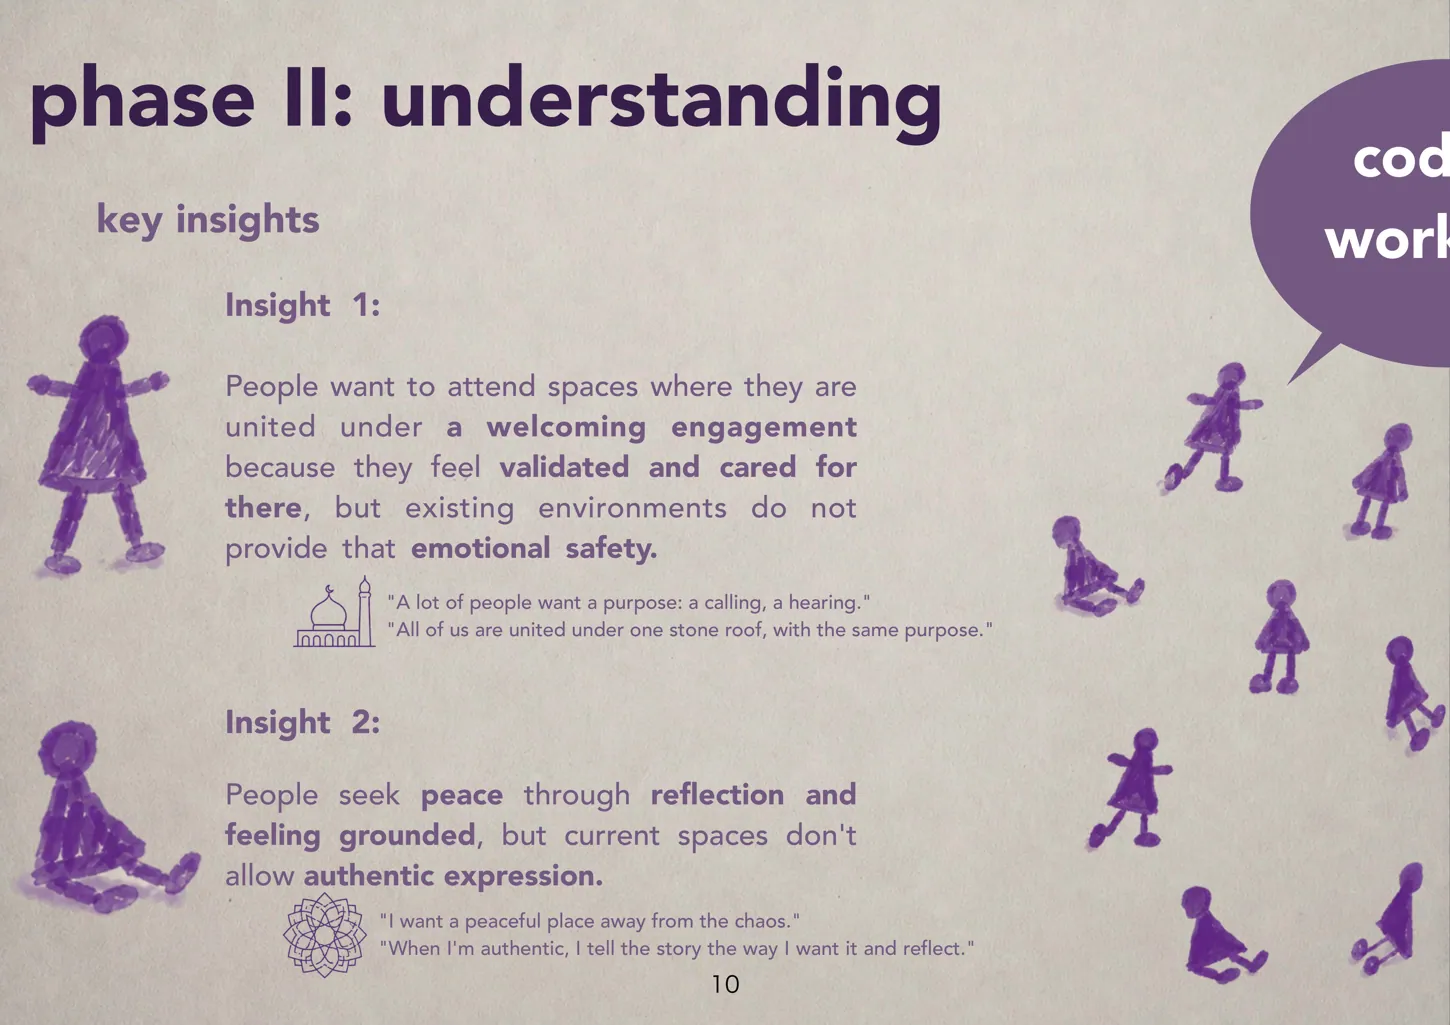 phase II: understanding
key insights
Insight 1:
People want to attend spaces where they are
united under a welcoming engagement
because they feel validated and cared for
there, but existing environments do not
provide that emotional safety.
"A lot of people want a purpose: a calling, a hearing."
"All of us are united under one stone roof, with the same purpose."
Insight 2:
People seek peace through reflection and
feeling grounded, but current spaces don't
allow authentic expression.
"I want a peaceful place away from the chaos."
"When I'm authentic, I tell the story the way I want it and reflect."
10
cod
work